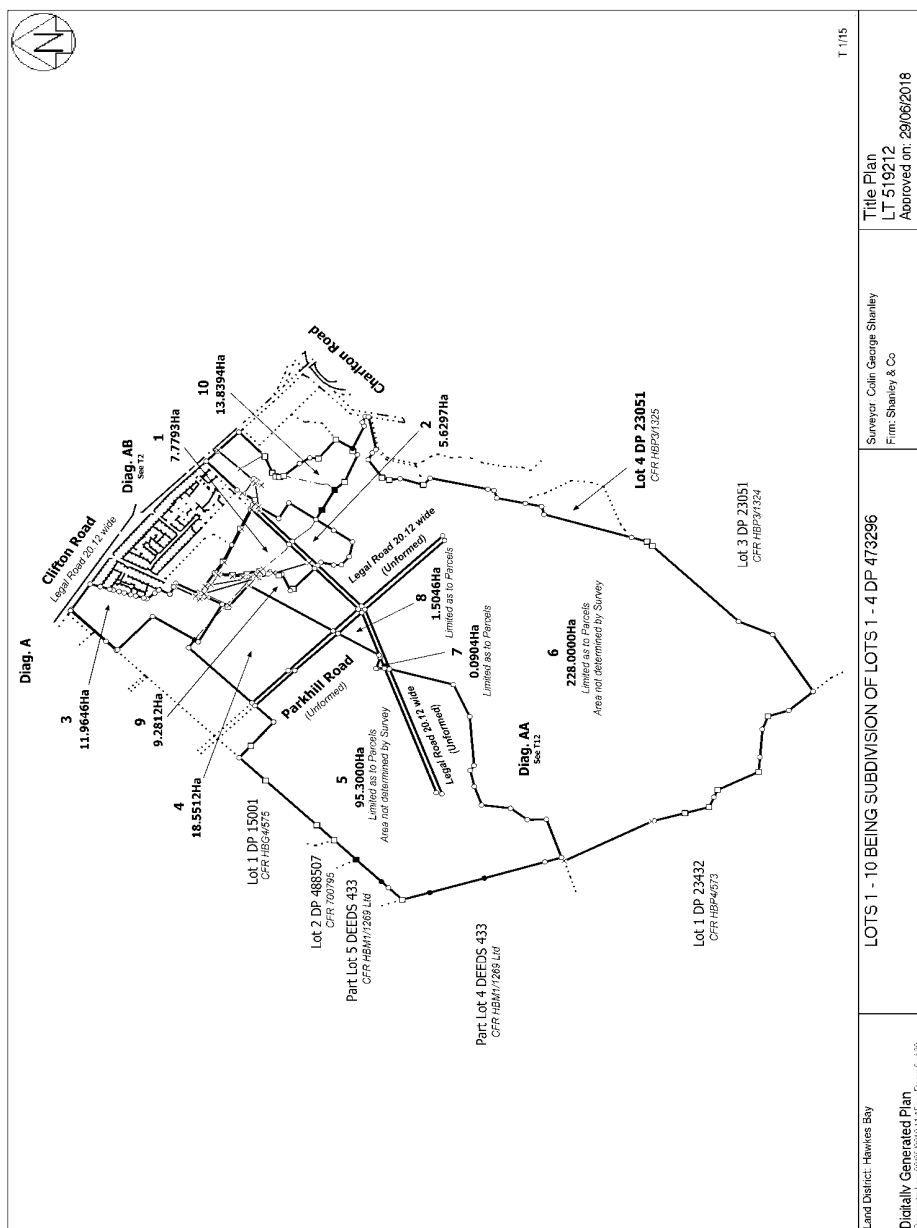 N
T 1/15
Diag. A
Clifton Road
Legal Road 20.12 wide
Diag. AB
See T2
3
11.9646Ha
1
7.7793Ha
10
13.8394Ha
Charlton Road
9
9.2812Ha
2
5.6297Ha
4
18.5512Ha
Parkhill Road
(Unformed)
Legal Road 20.12 wide
(Unformed)
8
1.5046Ha
Limited as to Parcels
7
0.0904Ha
Limited as to Parcels
Lot 4 DP 23051
CFR HBP3/1325
Lot 1 DP 15001
CFR HBG4/575
5
95.3000Ha
Limited as to Parcels
Area not determined by Survey
Legal Road 20.12 wide
(Unformed)
Lot 2 DP 488507
CFR 700795
Part Lot 5 DEEDS 433
CFR HBM1/1269 Ltd
Diag. AA
See T12
6
228.0000Ha
Limited as to Parcels
Area not determined by Survey
Lot 3 DP 23051
CFR HBP3/1324
Part Lot 4 DEEDS 433
CFR HBM1/1269 Ltd
Lot 1 DP 23432
CFR HBP4/573
Land District: Hawkes Bay
Digitally Generated Plan
LOTS 1 - 10 BEING SUBDIVISION OF LOTS 1 - 4 DP 473296
Surveyor: Colin George Shanley
Firm: Shanley & Co
Title Plan
LT 519212
Approved on: 29/06/2018